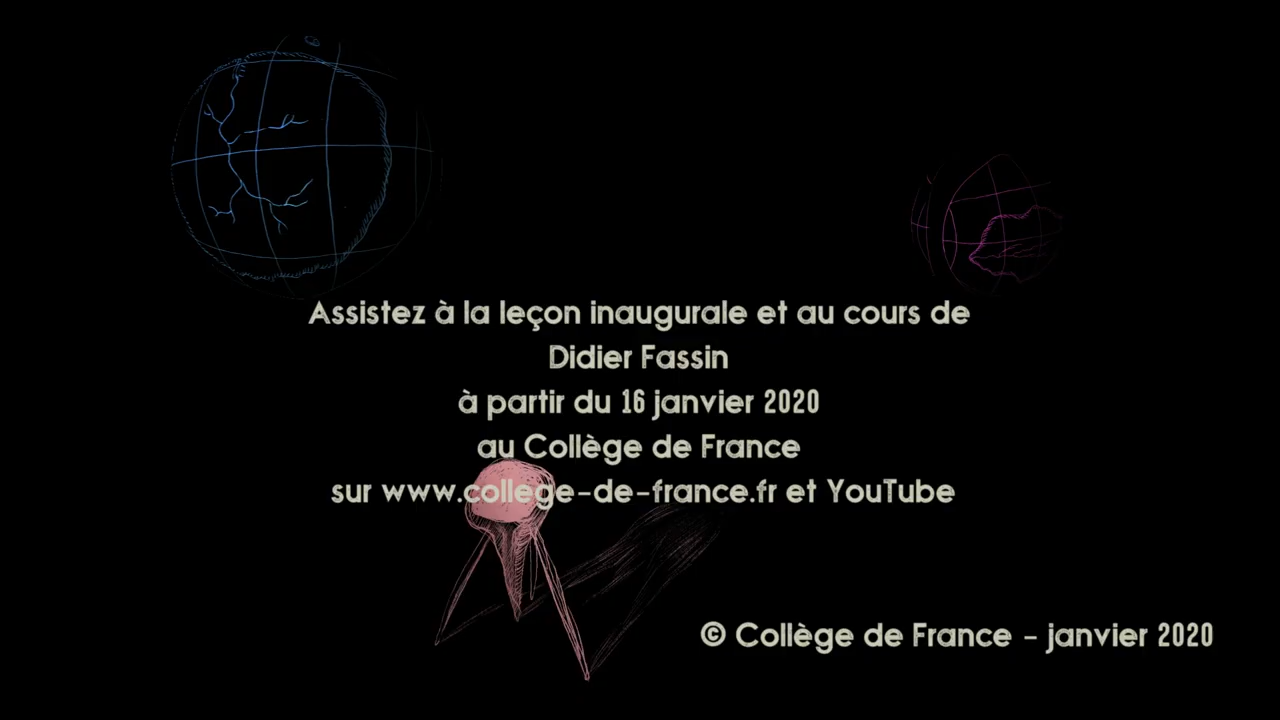 Assistez à la leçon inaugurale et au cours de
Didier Fassin
à partir du 16 janvier 2020
au Collège de France
sur www.college-de-france.fr et YouTube
© Collège de France - janvier 2020